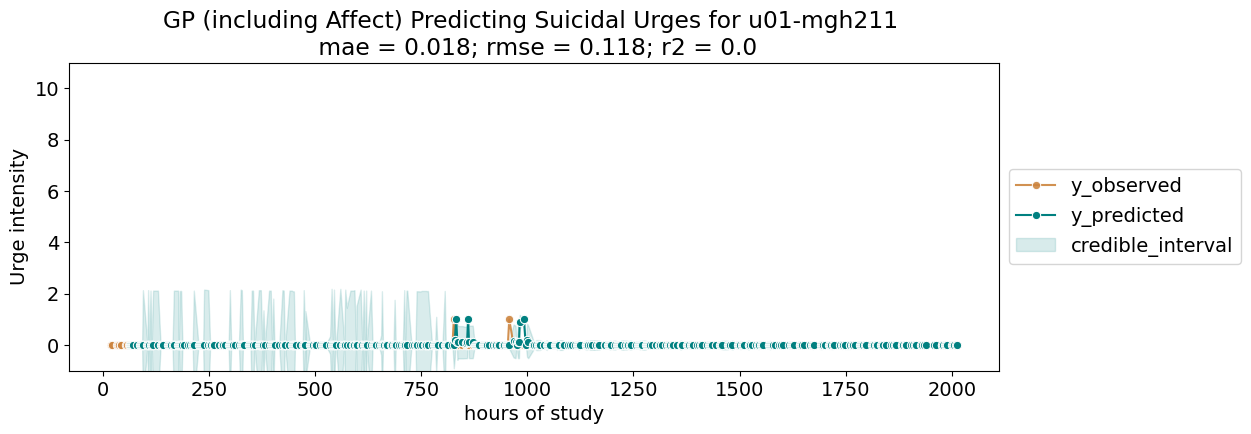 GP (including Affect) Predicting Suicidal Urges for u01-mgh211
mae = 0.018; rmse = 0.118; r2 = 0.0
Urge intensity
10
8
6
4
2
0
0 250 500 750 1000 1250 1500 1750 2000
hours of study
y_observed
y_predicted
credible_interval